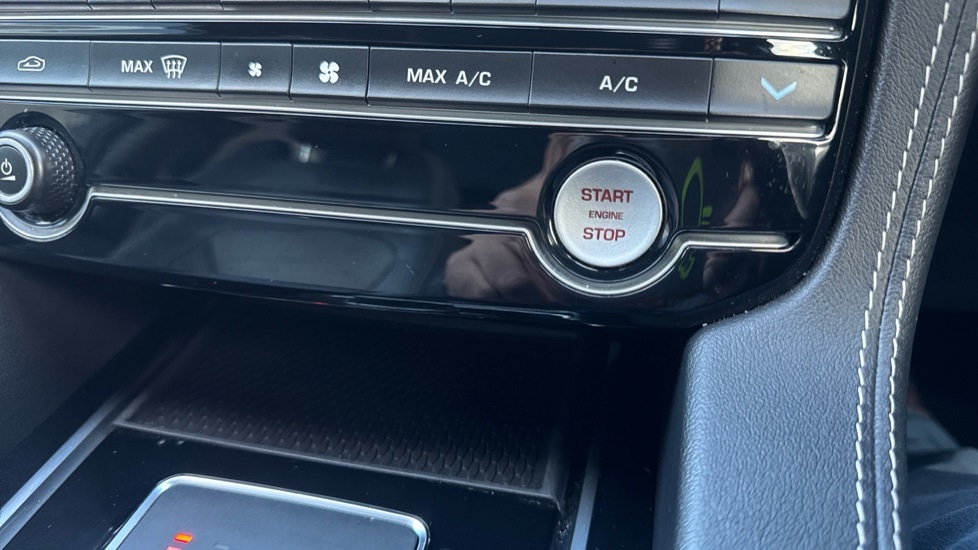 MAX MAX A/C A/C
START
ENGINE
STOP